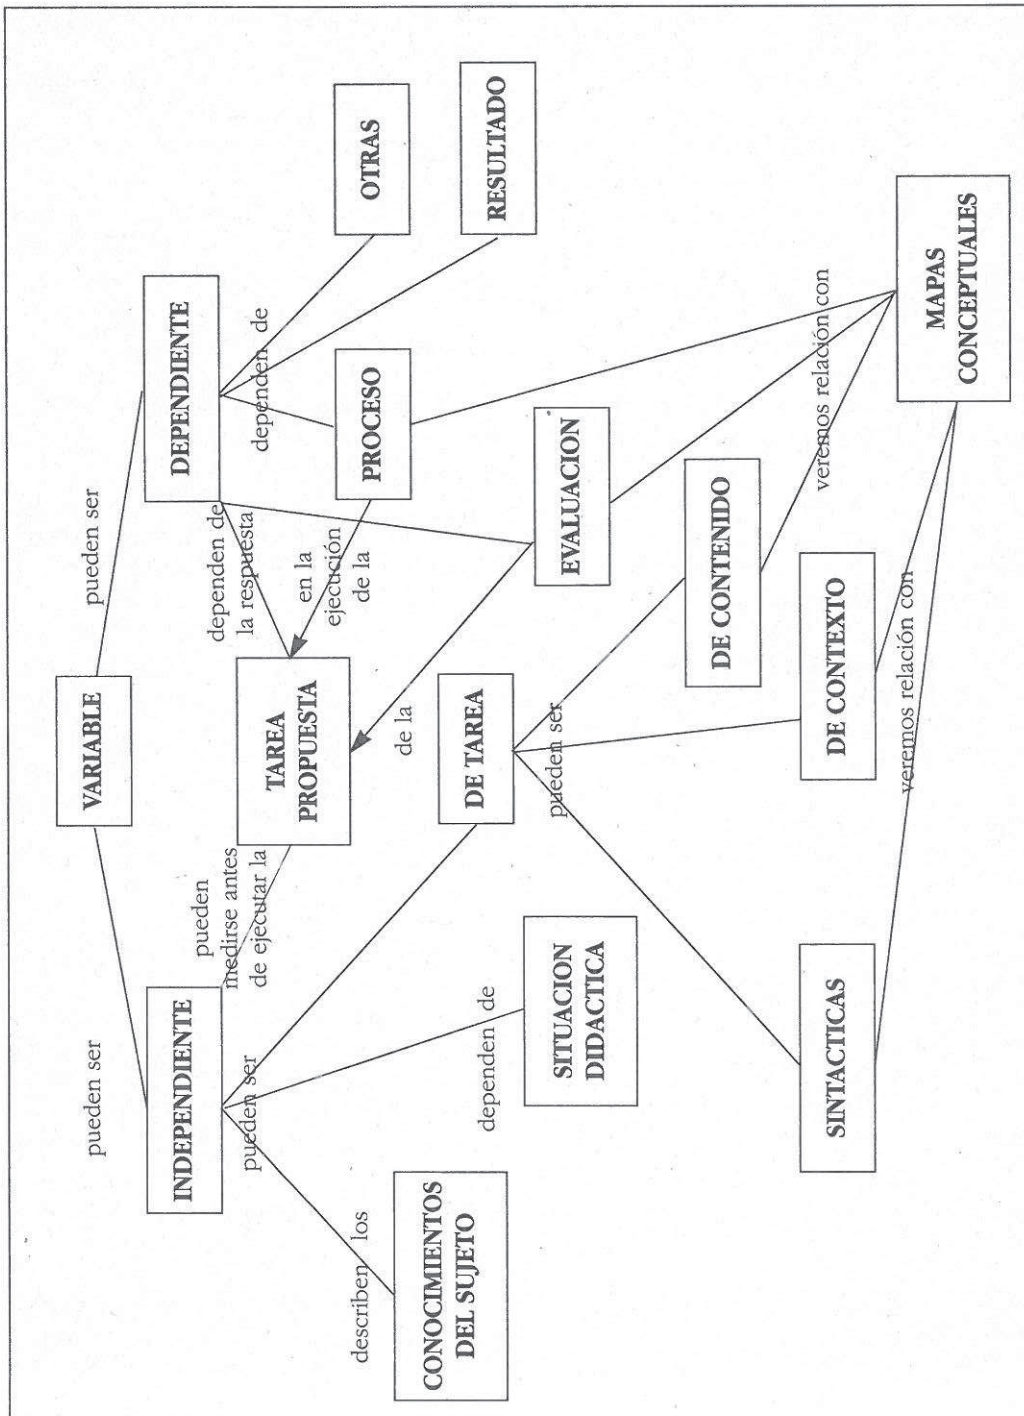 VARIABLE
pueden ser
pueden ser
INDEPENDIENTE
DEPENDIENTE
pueden
medirse antes
de ejecutar la
depender de
la respuesta
pueden ser
dependen de
TAREA
PROPUESTA
en la
ejecución
de la
PROCESO
OTRAS
describen los
de la
CONOCIMIENTOS
DEL SUJETO
DE TAREA
RESULTADO
dependen de
SITUACION
DIDACTICA
EVALUACION
pueden ser
DE CONTENIDO
SINTACTICAS
DE CONTEXTO
veremos relación con
veremos relación con
MAPAS
CONCEPTUALES